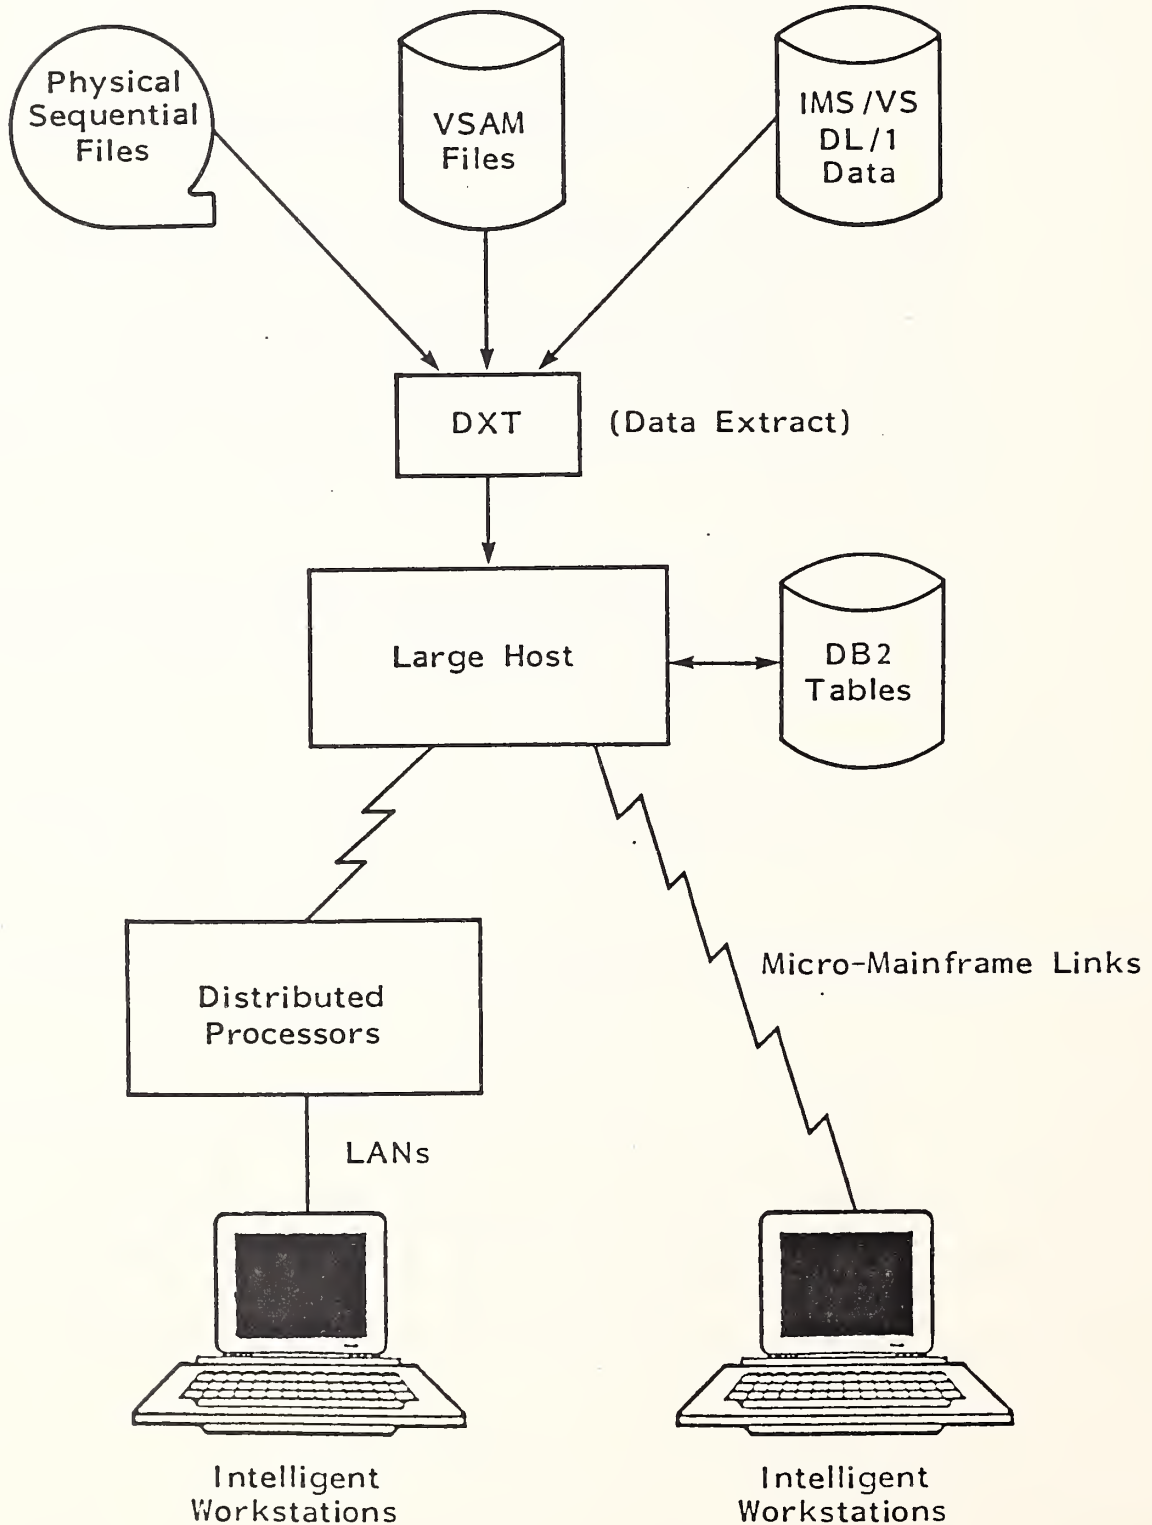 Physical
Sequential
Files
VSAM
Files
IMS/VS
DL/1
Data
DXT
(Data Extract)
Large Host
DB2
Tables
Micro-Mainframe Links
Distributed
Processors
LANs
Intelligent
Workstations
Intelligent
Workstations